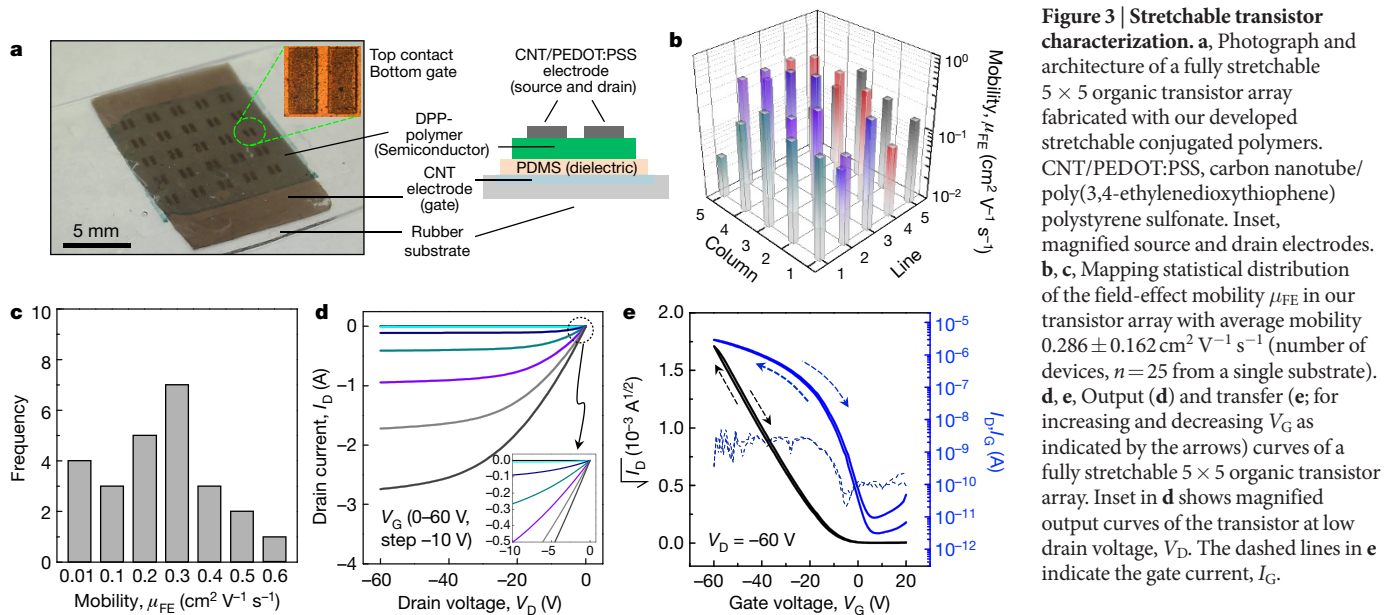 a
Top contact
Bottom gate
DPP-
polymer
(Semiconductor)
CNT
electrode
(gate)
Rubber
substrate
5 mm
CNT/PEDOT:PSS
electrode
(source and drain)
PDMS (dielectric)
b
Mobility, μFE (cm² V⁻¹ s⁻¹)
10⁰
10⁻¹
10⁻²
5
4
3
2
1
Column
1
2
3
4
5
Line
c
Frequency
10
8
6
4
2
0
0.01 0.1 0.2 0.3 0.4 0.5 0.6
Mobility, μFE (cm² V⁻¹ s⁻¹)
d
Drain current, ID (A)
0
−1
−2
−3
−4
−60 −40 −20 0
Drain voltage, VD (V)
VG (0–60 V,
step −10 V)
0.0
−0.1
−0.2
−0.3
−0.4
−0.5
−10 −5 0
e
√ID (10⁻³ A¹ᐟ²)
2.0
1.5
1.0
0.5
0.0
VD = −60 V
−60 −40 −20 0 20
Gate voltage, VG (V)
10⁻⁵
10⁻⁶
10⁻⁷
10⁻⁸
10⁻⁹
10⁻¹⁰
10⁻¹¹
10⁻¹²
ID,IG (A)
Figure 3 | Stretchable transistor
characterization. a, Photograph and
architecture of a fully stretchable
5 × 5 organic transistor array
fabricated with our developed
stretchable conjugated polymers.
CNT/PEDOT:PSS, carbon nanotube/
poly(3,4-ethylenedioxythiophene)
polystyrene sulfonate. Inset,
magnified source and drain electrodes.
b, c, Mapping statistical distribution
of the field-effect mobility μFE in our
transistor array with average mobility
0.286 ± 0.162 cm² V⁻¹ s⁻¹ (number of
devices, n = 25 from a single substrate).
d, e, Output (d) and transfer (e; for
increasing and decreasing VG as
indicated by the arrows) curves of a
fully stretchable 5 × 5 organic transistor
array. Inset in d shows magnified
output curves of the transistor at low
drain voltage, VD. The dashed lines in e
indicate the gate current, IG.